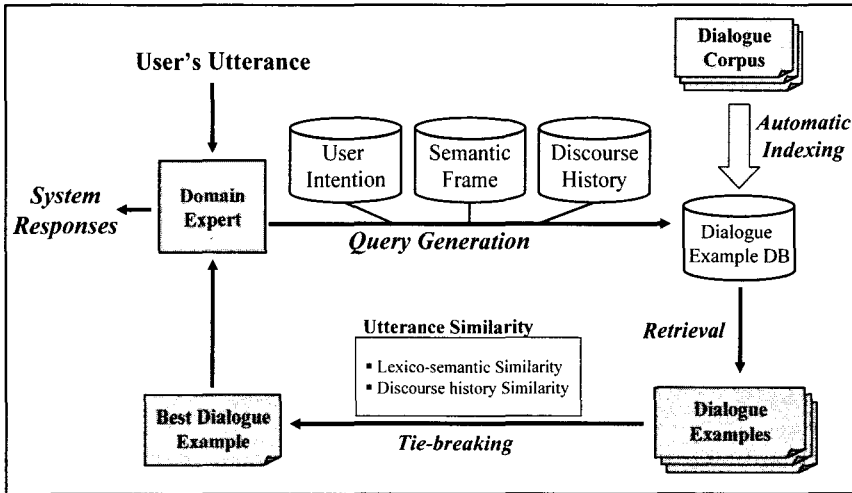 Dialogue
Corpus
User's Utterance
Automatic
Indexing
User
Intention
Semantic
Frame
Discourse
History
System
Responses
Domain
Expert
Query Generation
Dialogue
Example DB
Utterance Similarity
▪ Lexico-semantic Similarity
▪ Discourse history Similarity
Retrieval
Best Dialogue
Example
Tie-breaking
Dialogue
Examples